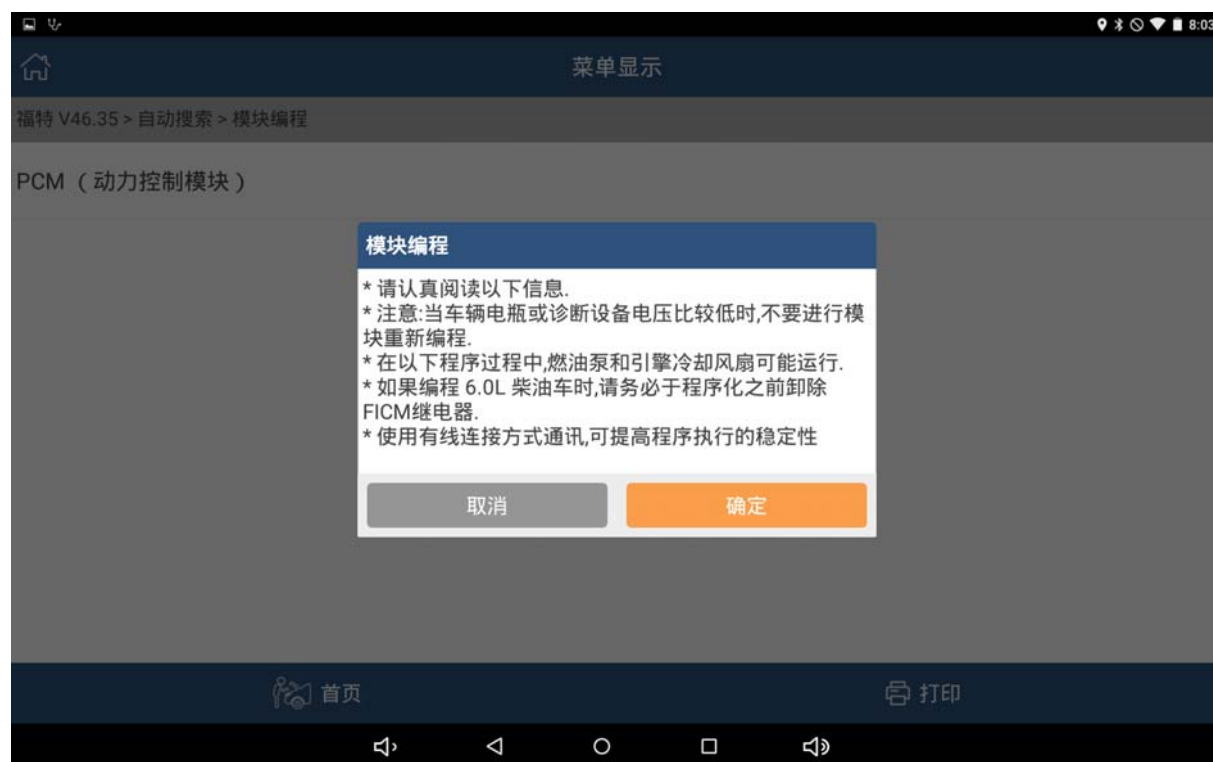 8:03
菜单显示
福特 V46.35 > 自动搜索 > 模块编程
PCM （动力控制模块）
模块编程
* 请认真阅读以下信息.
* 注意:当车辆电瓶或诊断设备电压比较低时,不要进行模
块重新编程.
* 在以下程序过程中,燃油泵和引擎冷却风扇可能运行.
* 如果编程 6.0L 柴油车时,请务必于程序化之前卸除
FICM继电器.
* 使用有线连接方式通讯,可提高程序执行的稳定性
取消
确定
首页
打印